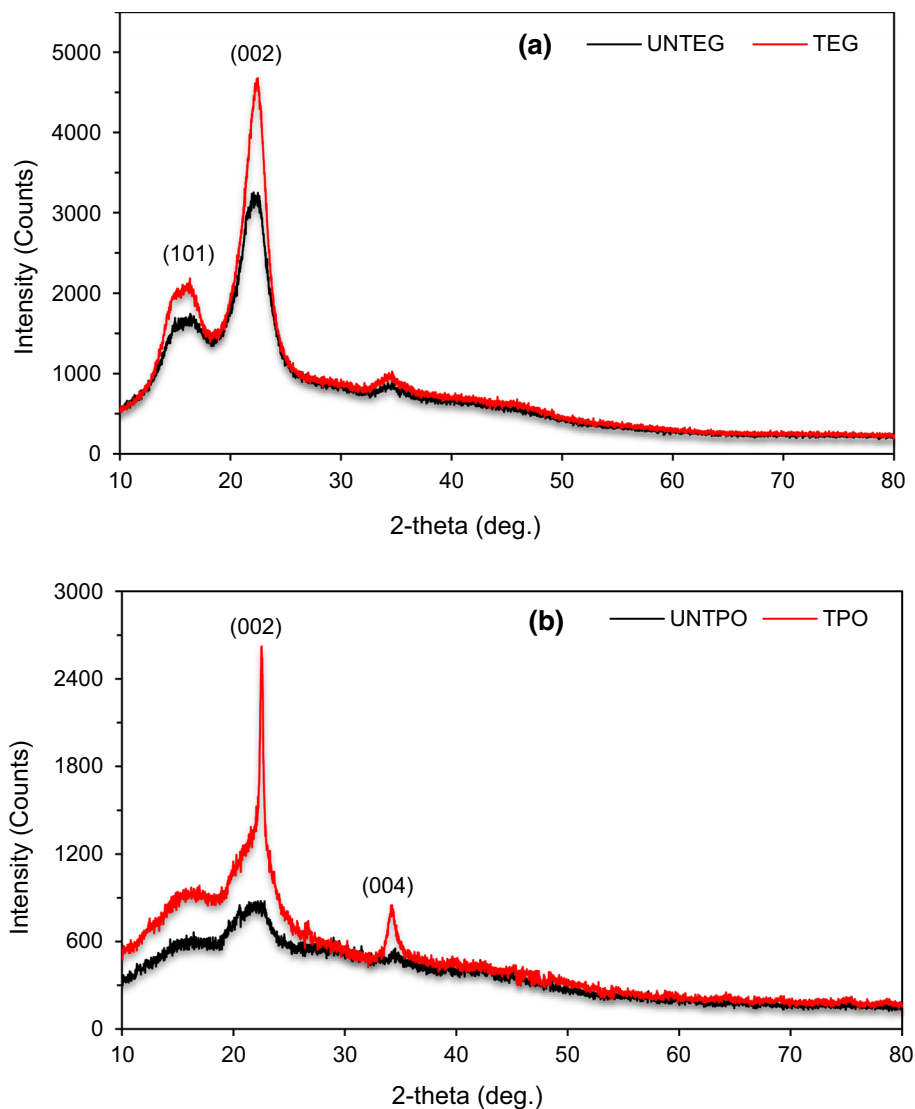 (a) UNTEG TEG
(002)
(101)
5000
4000
3000
2000
1000
0
Intensity (Counts)
10 20 30 40 50 60 70 80
2-theta (deg.)
(b) UNTPO TPO
(002)
(004)
3000
2400
1800
1200
600
0
Intensity (Counts)
10 20 30 40 50 60 70 80
2-theta (deg.)